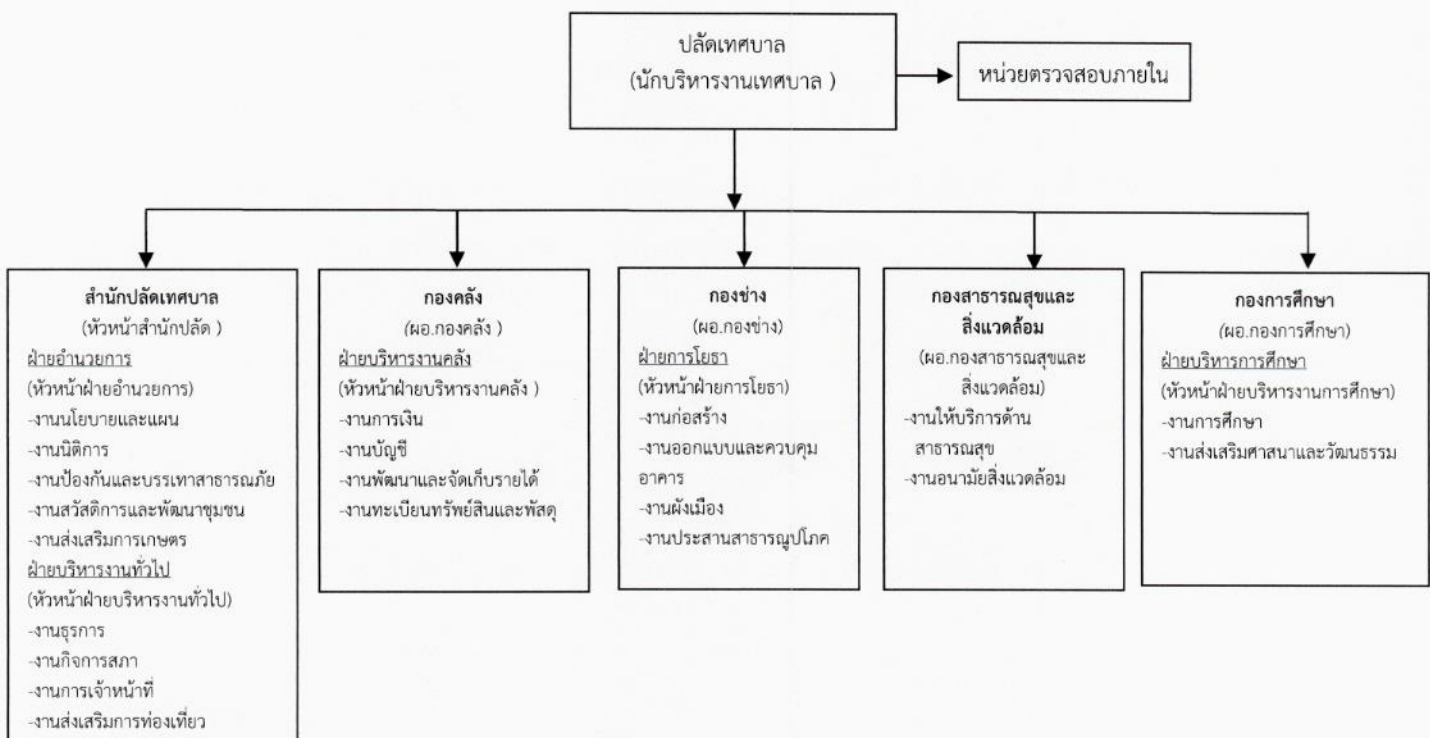 ปลัดเทศบาล
(นักบริหารงานเทศบาล )
หน่วยตรวจสอบภายใน
สำนักปลัดเทศบาล
(หัวหน้าสำนักปลัด )
ฝ่ายอำนวยการ
(หัวหน้าฝ่ายอำนวยการ)
-งานนโยบายและแผน
-งานนิติการ
-งานป้องกันและบรรเทาสาธารณภัย
-งานสวัสดิการและพัฒนาชุมชน
-งานส่งเสริมการเกษตร
ฝ่ายบริหารงานทั่วไป
(หัวหน้าฝ่ายบริหารงานทั่วไป)
-งานธุรการ
-งานกิจการสภา
-งานการเจ้าหน้าที่
-งานส่งเสริมการท่องเที่ยว
กองคลัง
(ผอ.กองคลัง )
ฝ่ายบริหารงานคลัง
(หัวหน้าฝ่ายบริหารงานคลัง )
-งานการเงิน
-งานบัญชี
-งานพัฒนาและจัดเก็บรายได้
-งานทะเบียนทรัพย์สินและพัสดุ
กองช่าง
(ผอ.กองช่าง)
ฝ่ายการโยธา
(หัวหน้าฝ่ายการโยธา)
-งานก่อสร้าง
-งานออกแบบและควบคุม
อาคาร
-งานผังเมือง
-งานประสานสาธารณูปโภค
กองสาธารณสุขและ
สิ่งแวดล้อม
(ผอ.กองสาธารณสุขและ
สิ่งแวดล้อม)
-งานให้บริการด้าน
สาธารณสุข
-งานอนามัยสิ่งแวดล้อม
กองการศึกษา
(ผอ.กองการศึกษา)
ฝ่ายบริหารการศึกษา
(หัวหน้าฝ่ายบริหารงานการศึกษา)
-งานการศึกษา
-งานส่งเสริมศาสนาและวัฒนธรรม